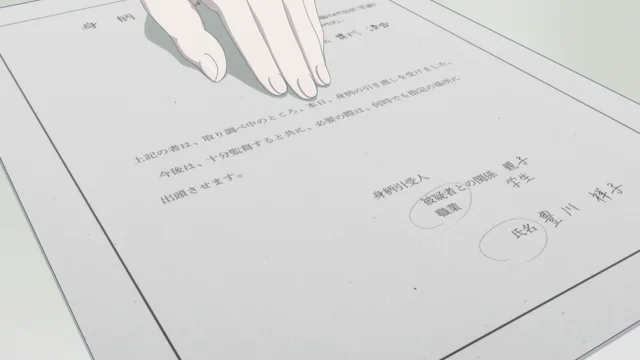 身柄
豊川 清告
上記の者は、取り調べ中のところ、本日、身柄の引き渡しを受けました。
今後は、十分監督すると共に、必要の際は、何時でも指定の場所に
出頭させます。
身柄引受人
被疑者との関係 親子
職業 学生
氏名 豊川 祥子